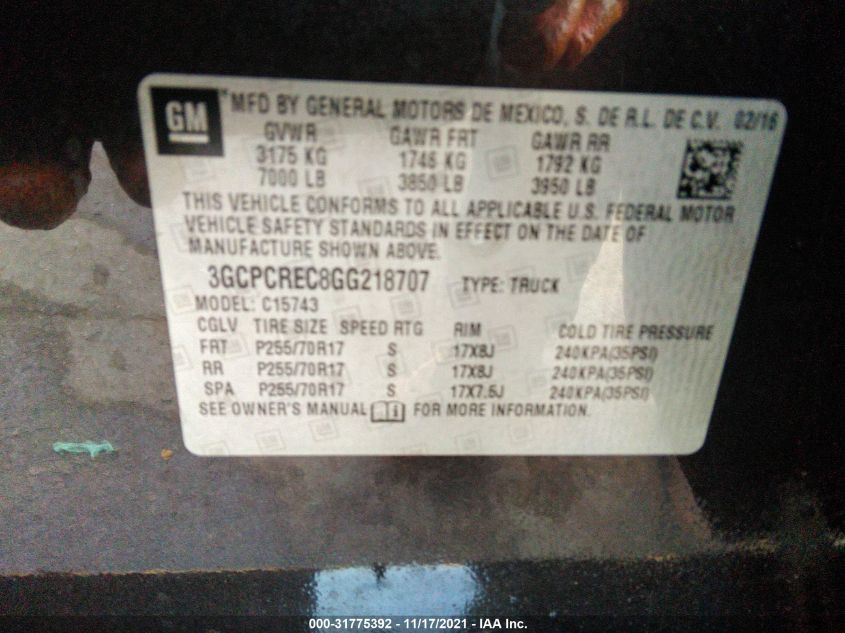 GM
MFD BY GENERAL MOTORS DE MEXICO, S. DE R.L. DE C.V. 02/16
GVWR GAWR FRT GAWR RR
3175 KG 1746 KG 1792 KG
7000 LB 3850 LB 3950 LB
THIS VEHICLE CONFORMS TO ALL APPLICABLE U.S. FEDERAL MOTOR
VEHICLE SAFETY STANDARDS IN EFFECT ON THE DATE OF
MANUFACTURE SHOWN ABOVE.
3GCPCREC8GG218707 TYPE: TRUCK
MODEL: C15743
CGLV TIRE SIZE SPEED RTG RIM COLD TIRE PRESSURE
FRT P255/70R17 S 17X8J 240KPA(35PSI)
RR P255/70R17 S 17X8J 240KPA(35PSI)
SPA P255/70R17 S 17X7.5J 240KPA(35PSI)
SEE OWNER'S MANUAL i FOR MORE INFORMATION.
000-31775392 - 11/17/2021 - IAA Inc.